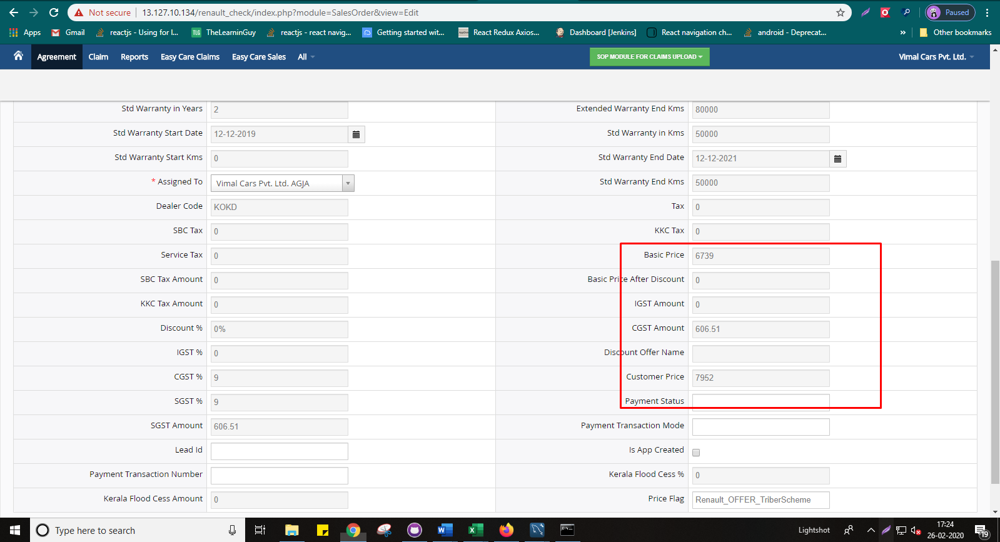 Not secure 13.127.10.134/renault_check/index.php?module=SalesOrder&view=Edit Paused
Apps Gmail reactjs - Using for l... TLG TheLearninGuy reactjs - react navig... Getting started wit... React Redux Axios... Dashboard [Jenkins] React navigation ch... android - Deprecat... » Other bookmarks
Agreement Claim Reports Easy Care Claims Easy Care Sales All SOP MODULE FOR CLAIMS UPLOAD Vimal Cars Pvt. Ltd.
Std Warranty in Years 2 Extended Warranty End Kms 80000
Std Warranty Start Date 12-12-2019 Std Warranty in Kms 50000
Std Warranty Start Kms 0 Std Warranty End Date 12-12-2021
* Assigned To Vimal Cars Pvt. Ltd. AGJA Std Warranty End Kms 50000
Dealer Code KOKD Tax 0
SBC Tax 0 KKC Tax 0
Service Tax 0 Basic Price 6739
SBC Tax Amount 0 Basic Price After Discount 0
KKC Tax Amount 0 IGST Amount 0
Discount % 0% CGST Amount 606.51
IGST % 0 Discount Offer Name
CGST % 9 Customer Price 7952
SGST % 9 Payment Status
SGST Amount 606.51 Payment Transaction Mode
Lead Id Is App Created
Payment Transaction Number Kerala Flood Cess % 0
Kerala Flood Cess Amount 0 Price Flag Renault_OFFER_TriberScheme
Type here to search Lightshot 17:24
26-02-2020 19